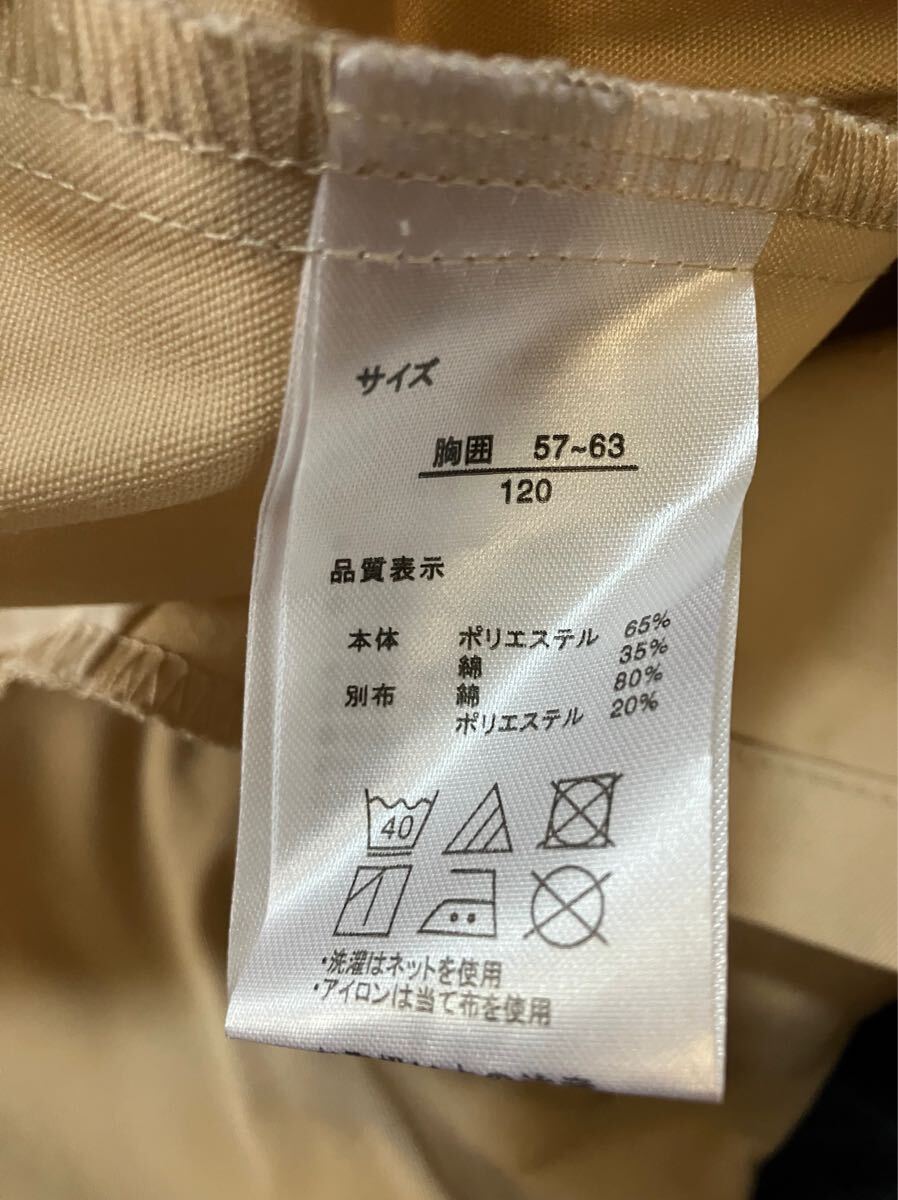 サイズ
胸囲 57~63
120
品質表示
本体 ポリエステル 65%
綿 35%
別布 綿 80%
ポリエステル 20%
40
・洗濯はネットを使用
・アイロンは当て布を使用